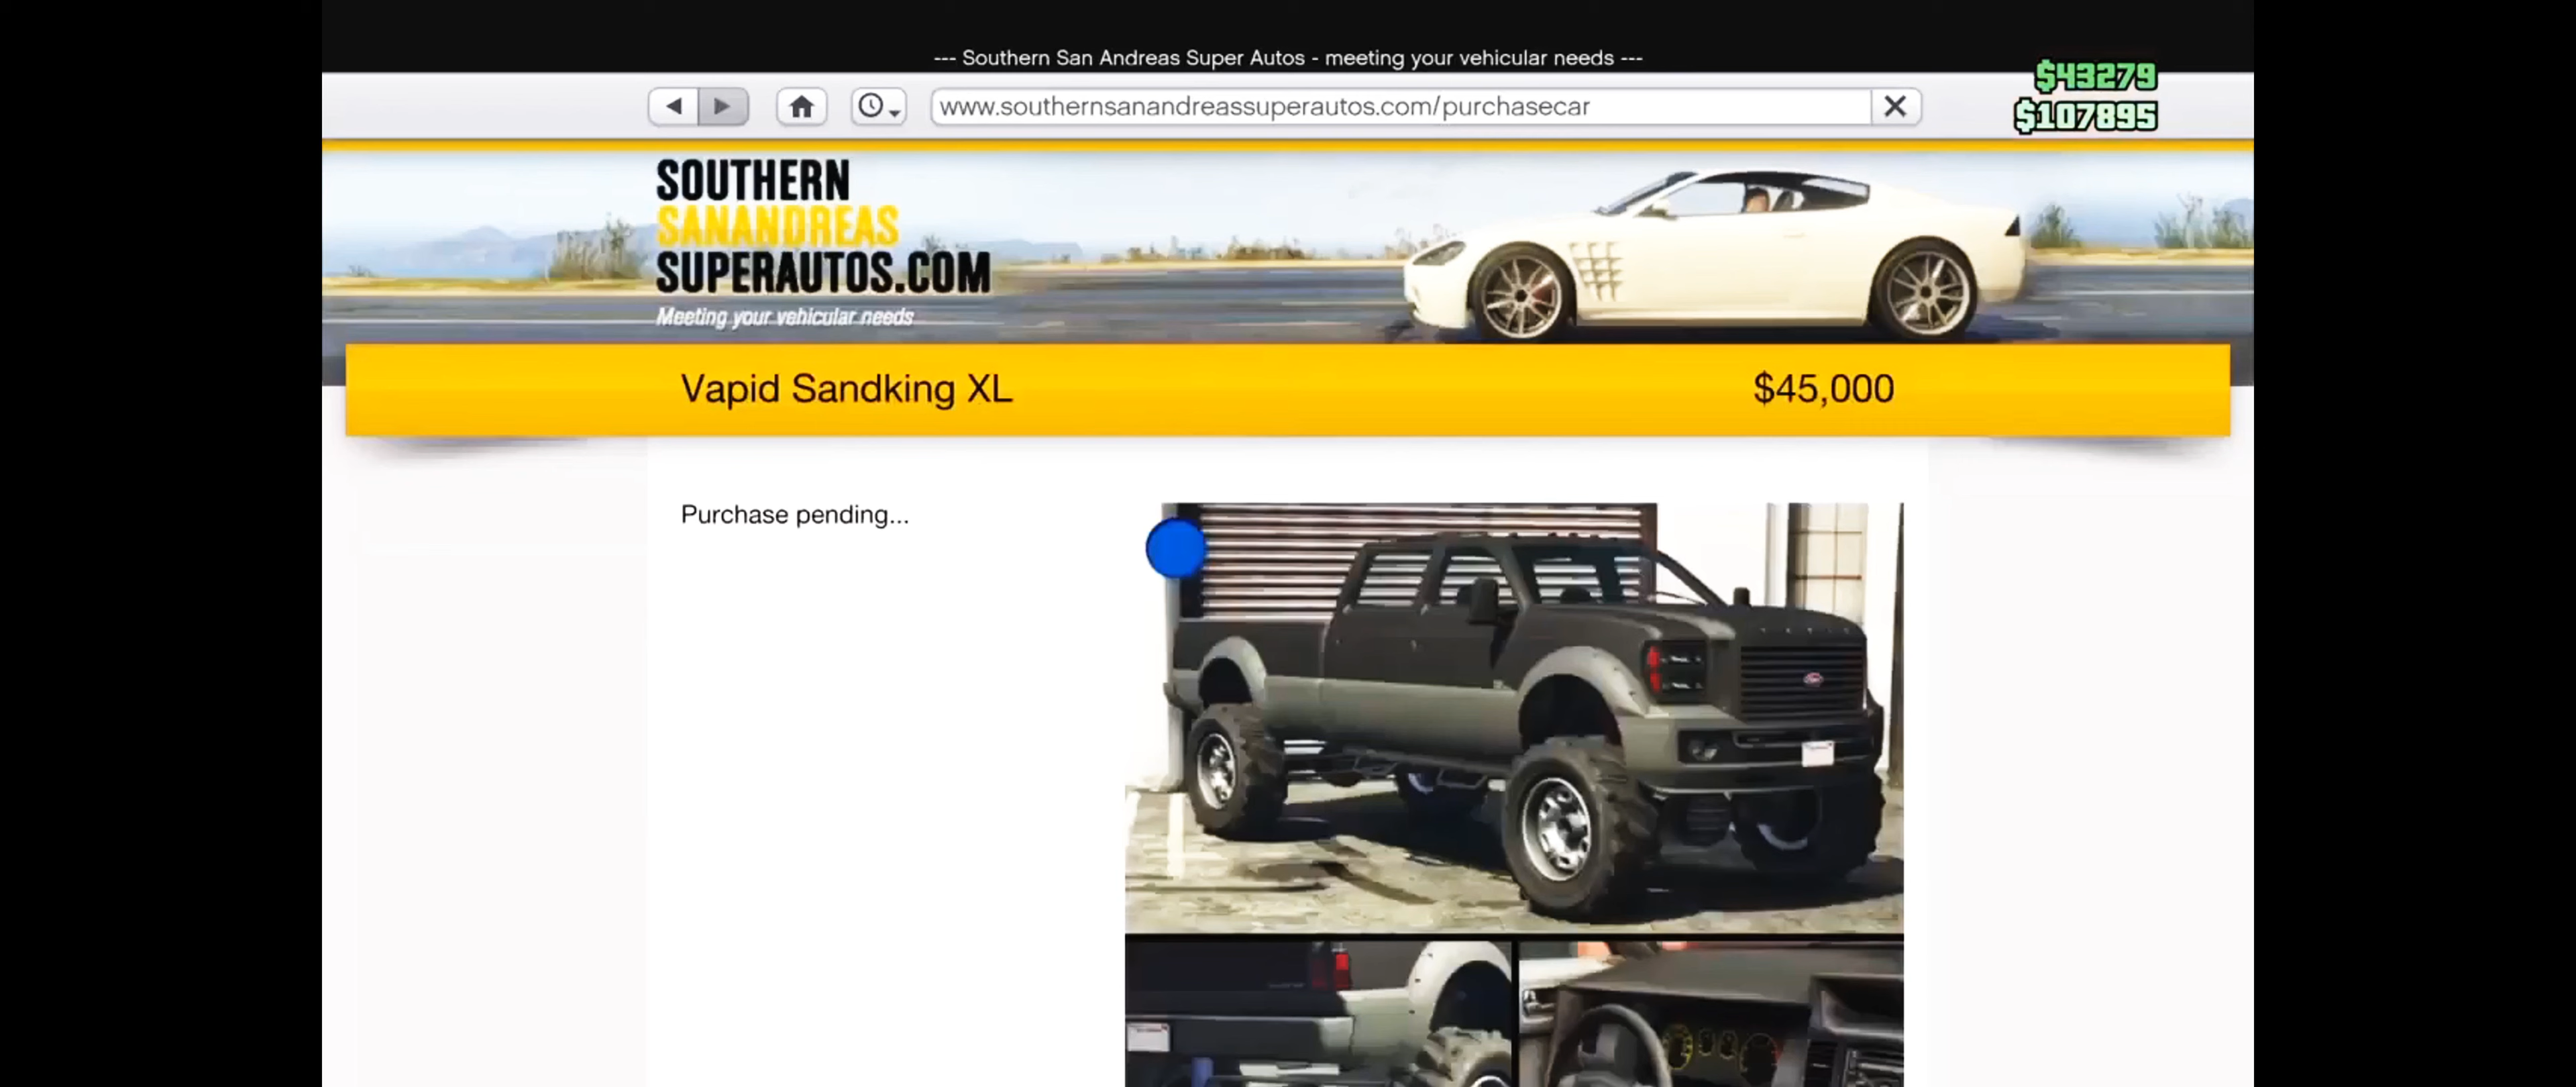 --- Southern San Andreas Super Autos - meeting your vehicular needs ---
$43279
www.southernsanandreassuperautos.com/purchasecar
$107895
SOUTHERN
SANANDREAS
SUPERAUTOS.COM
Meeting your vehicular needs
Vapid Sandking XL
$45,000
Purchase pending...